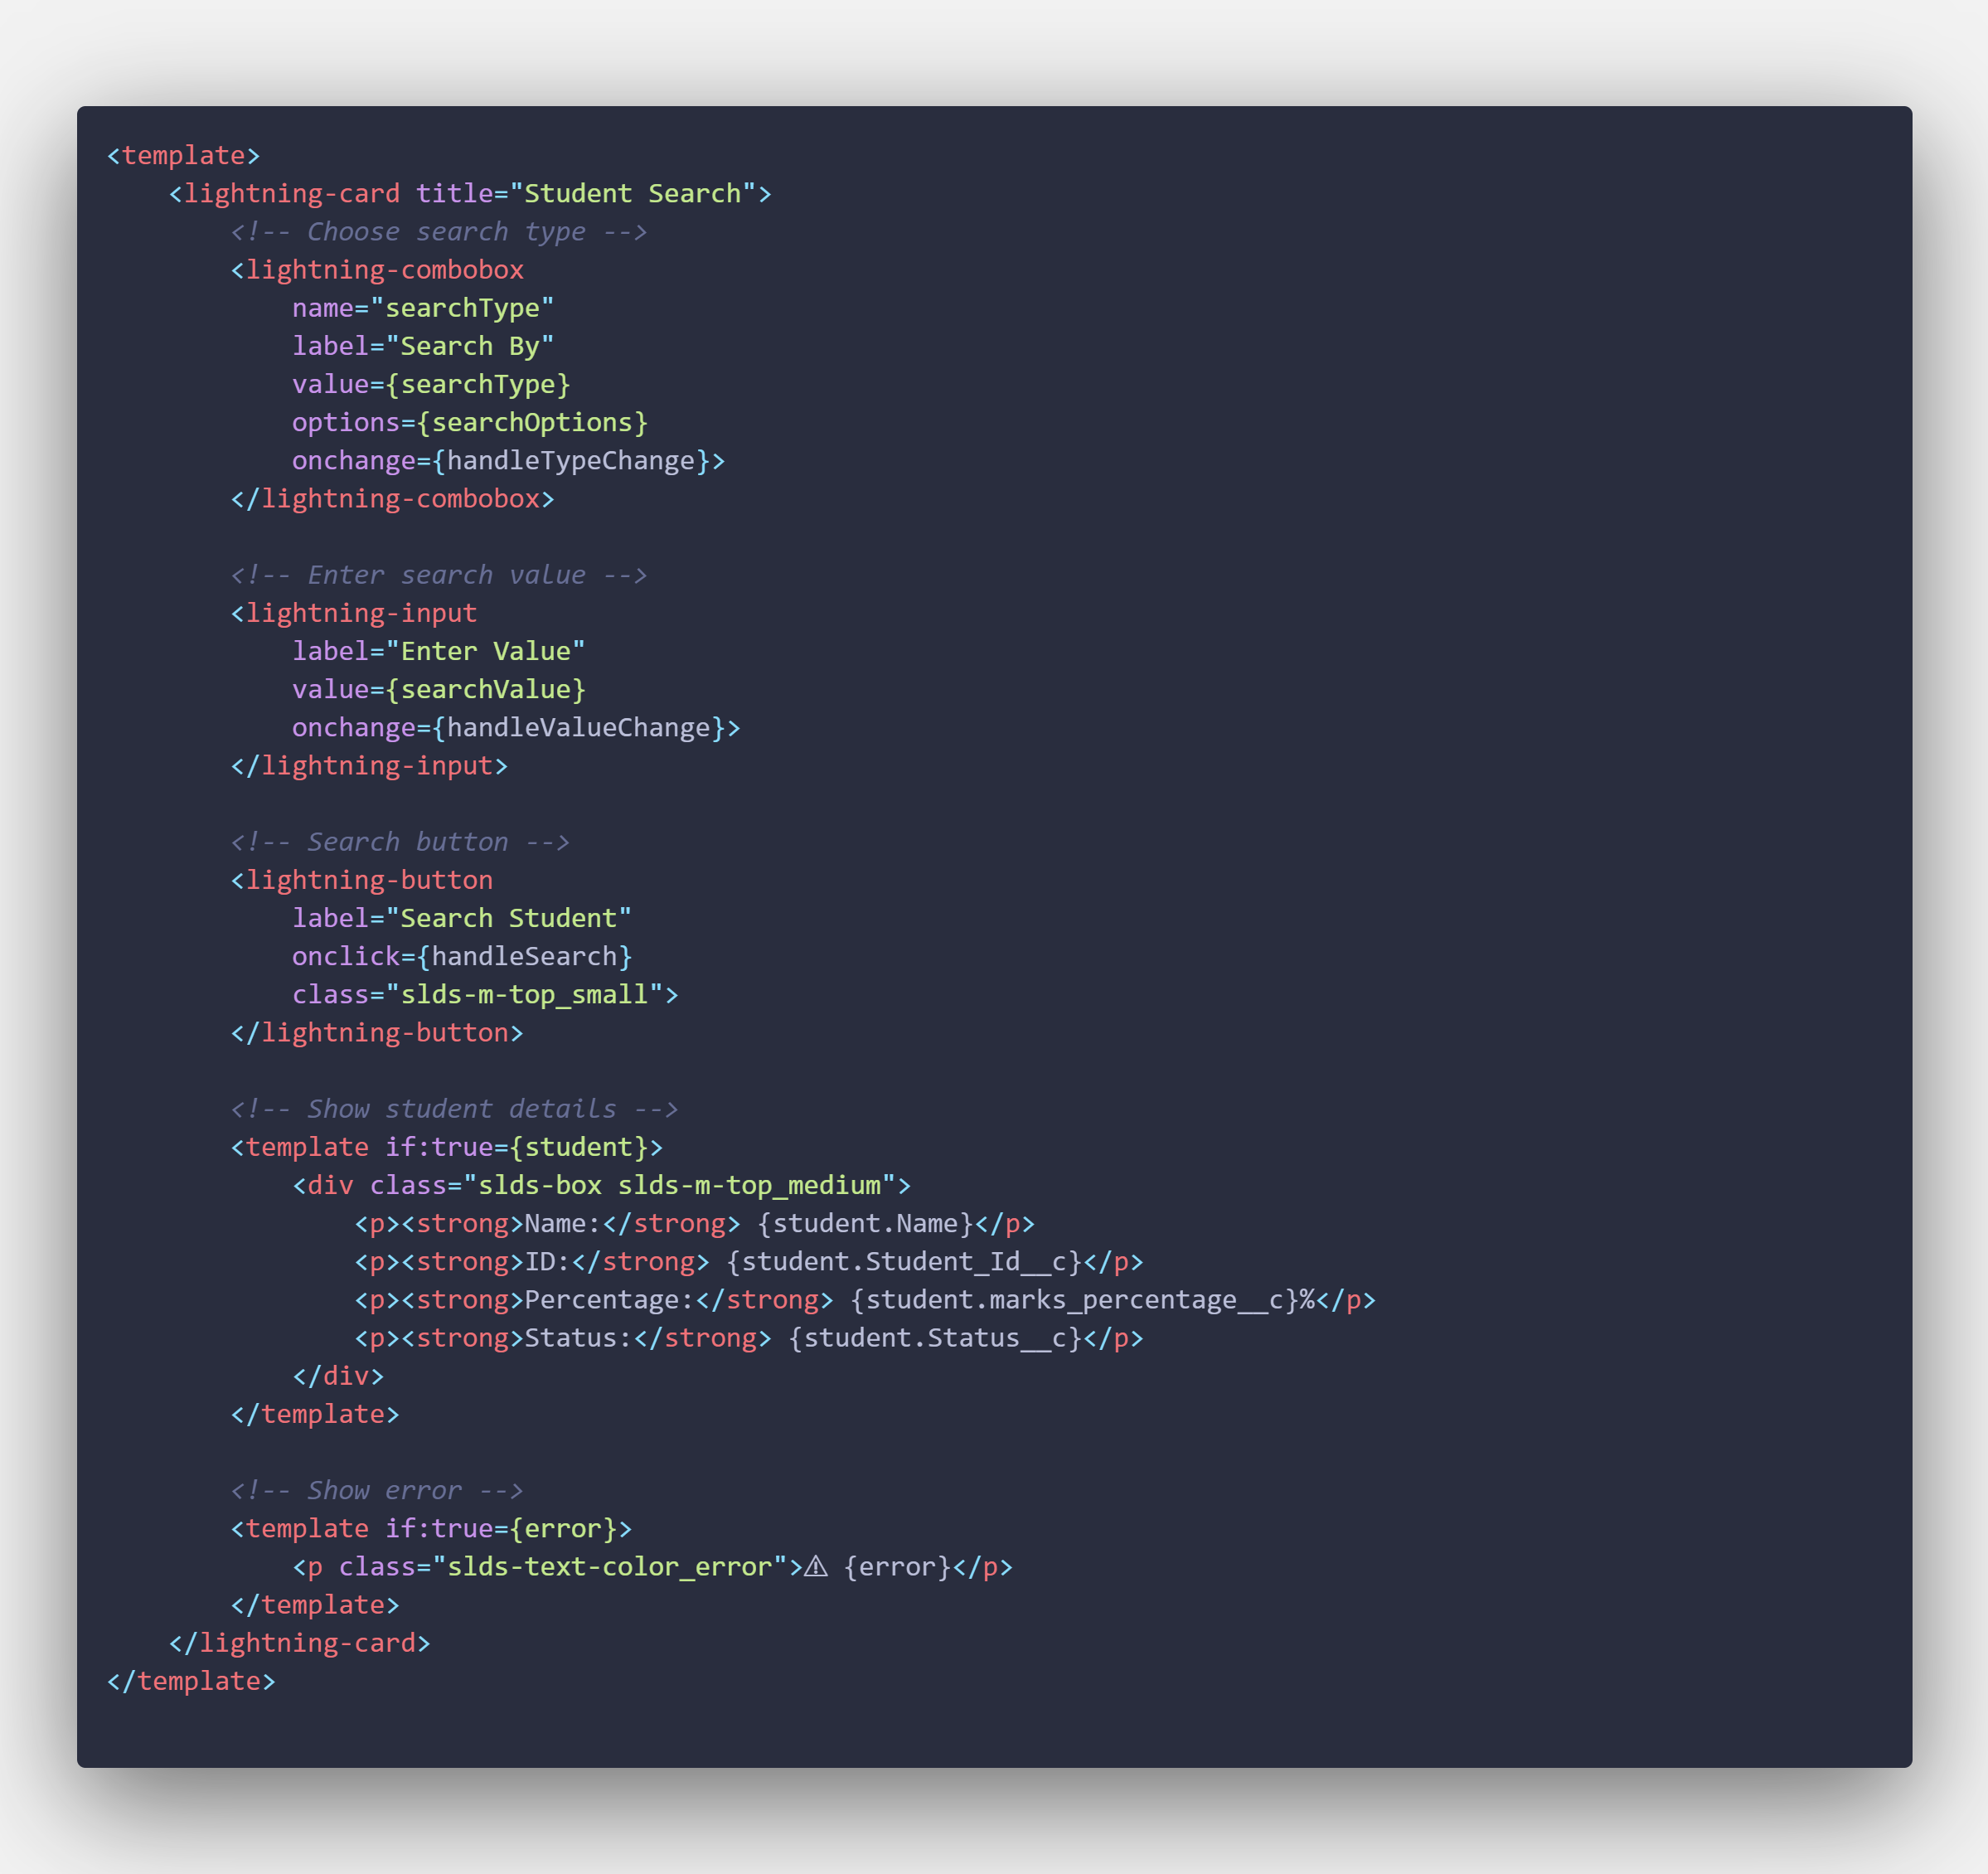 <template>
    <lightning-card title="Student Search">
        <!-- Choose search type -->
        <lightning-combobox
            name="searchType"
            label="Search By"
            value={searchType}
            options={searchOptions}
            onchange={handleTypeChange}>
        </lightning-combobox>

        <!-- Enter search value -->
        <lightning-input
            label="Enter Value"
            value={searchValue}
            onchange={handleValueChange}>
        </lightning-input>

        <!-- Search button -->
        <lightning-button
            label="Search Student"
            onclick={handleSearch}
            class="slds-m-top_small">
        </lightning-button>

        <!-- Show student details -->
        <template if:true={student}>
            <div class="slds-box slds-m-top_medium">
                <p><strong>Name:</strong> {student.Name}</p>
                <p><strong>ID:</strong> {student.Student_Id__c}</p>
                <p><strong>Percentage:</strong> {student.marks_percentage__c}%</p>
                <p><strong>Status:</strong> {student.Status__c}</p>
            </div>
        </template>

        <!-- Show error -->
        <template if:true={error}>
            <p class="slds-text-color_error">⚠ {error}</p>
        </template>
    </lightning-card>
</template>